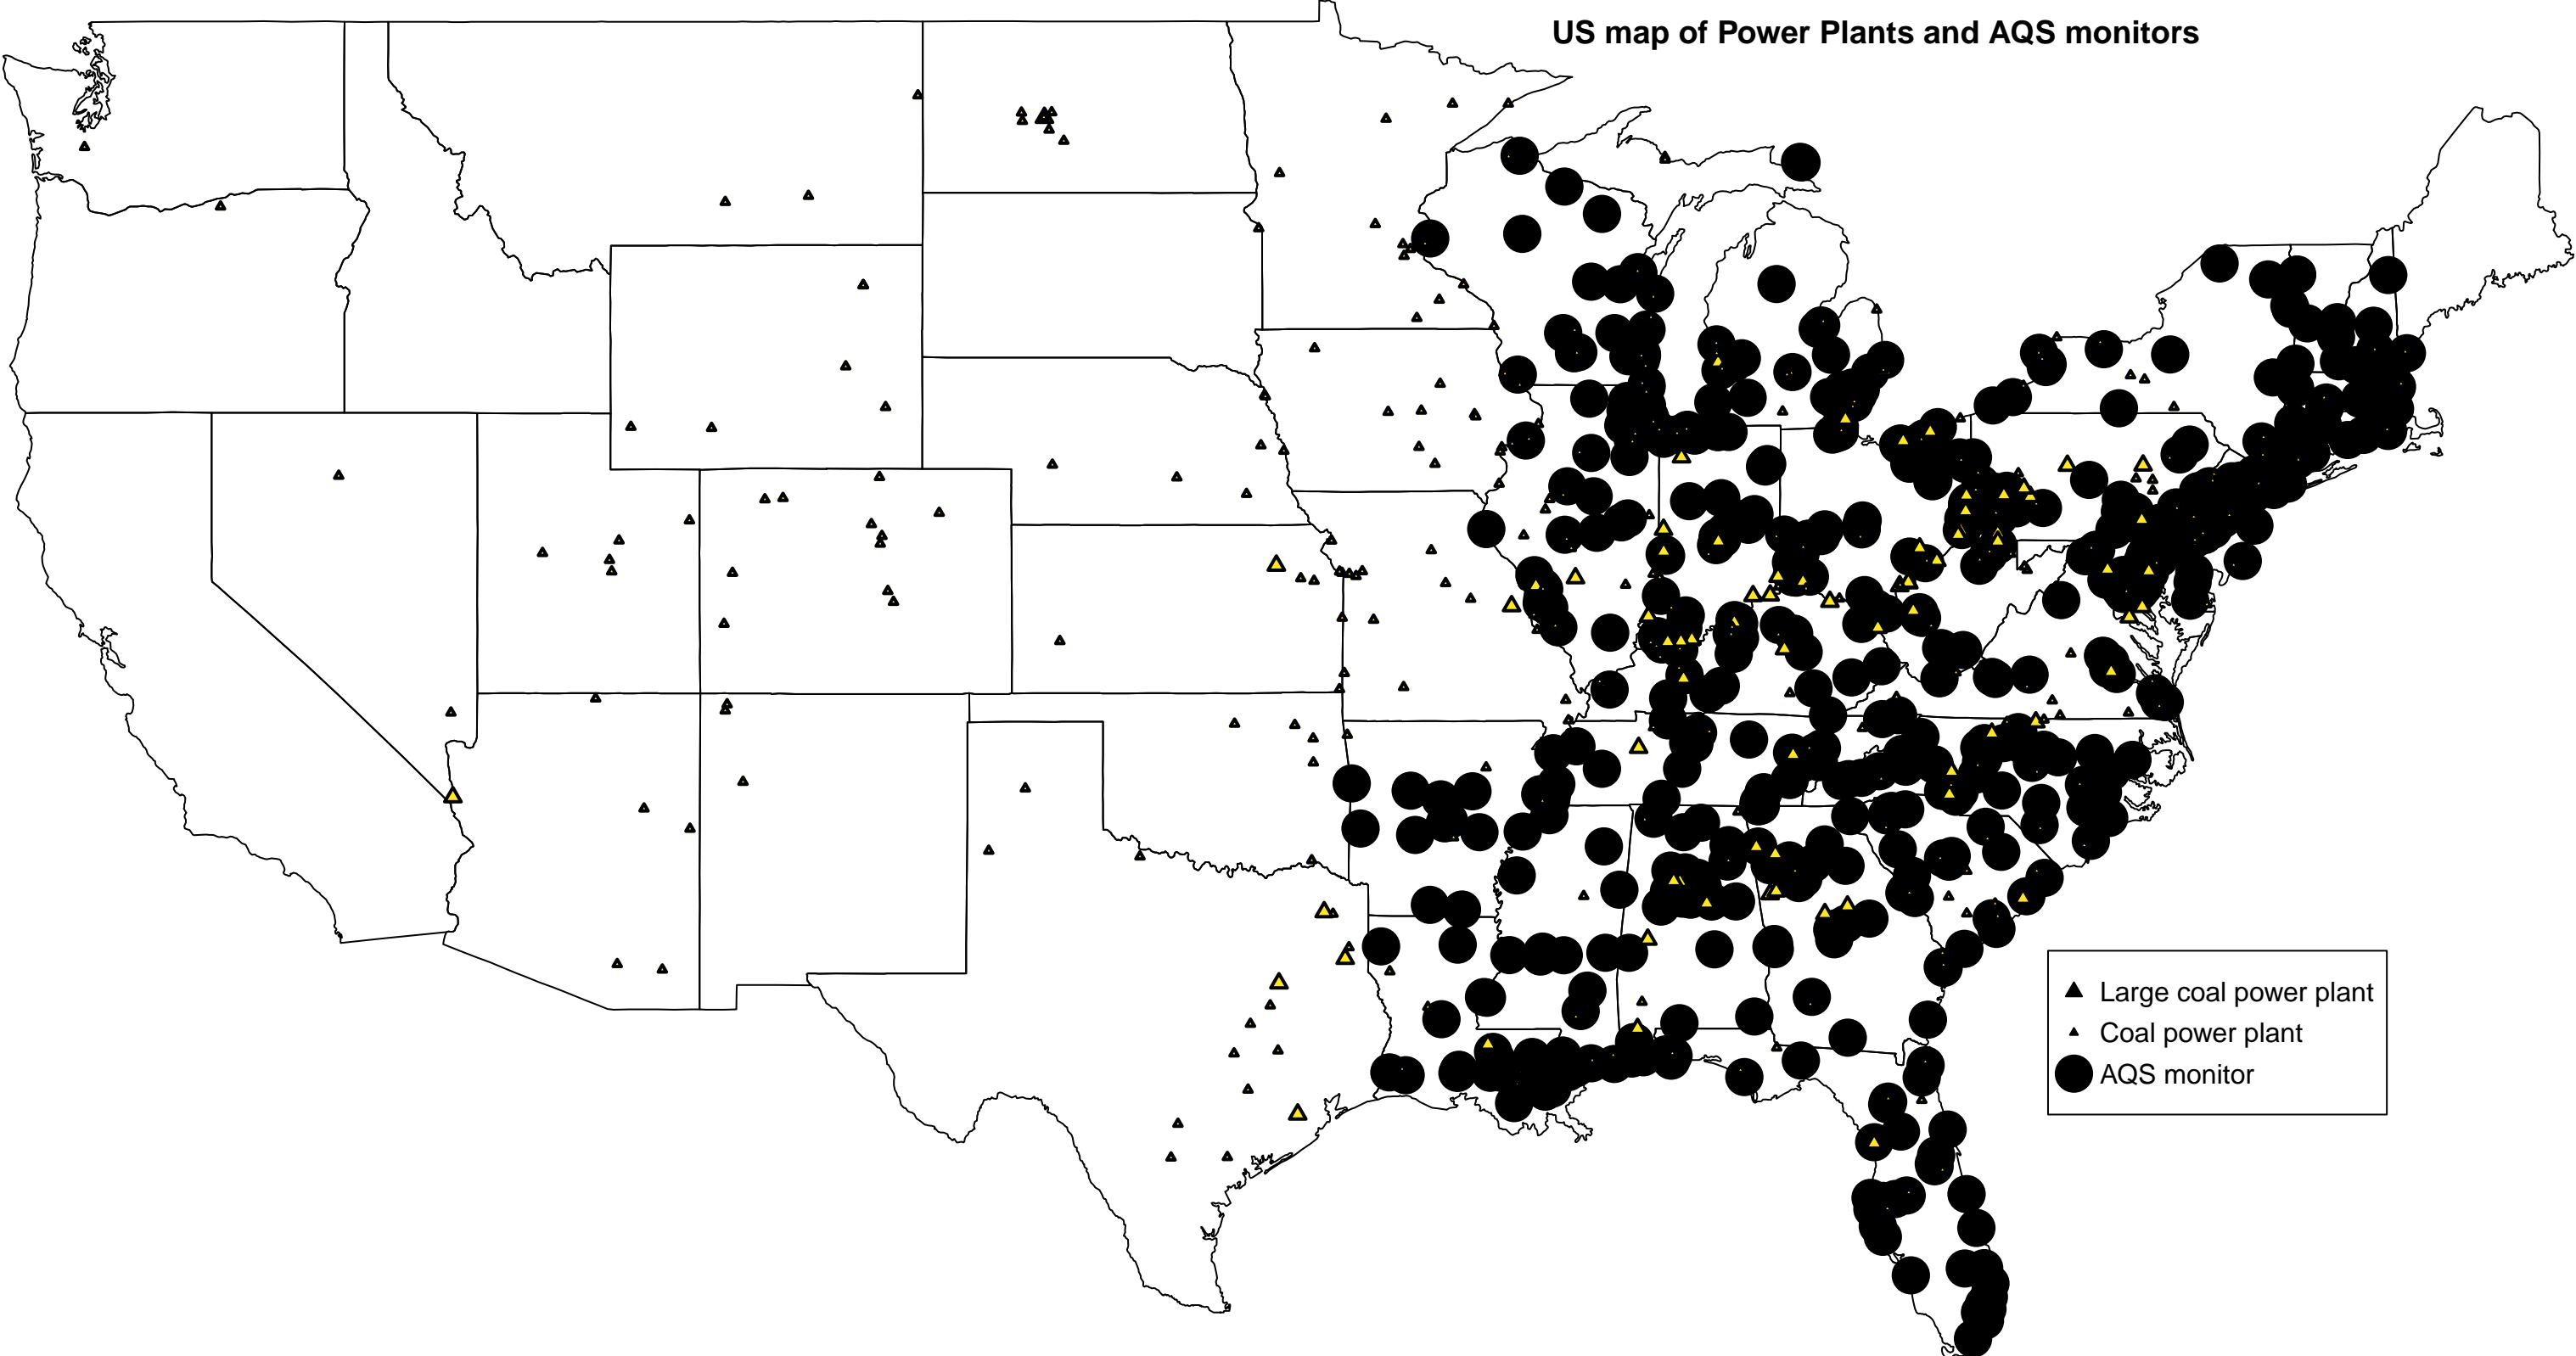 US map of Power Plants and AQS monitors
Large coal power plant
Coal power plant
AQS monitor